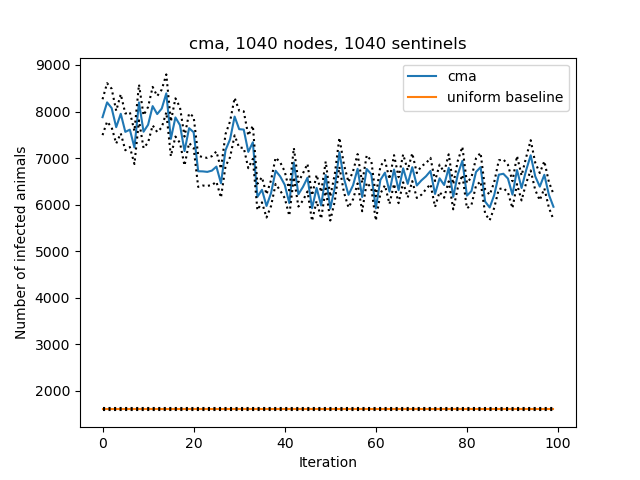 cma, 1040 nodes, 1040 sentinels
cma
uniform baseline
Number of infected animals
9000
8000
7000
6000
5000
4000
3000
2000
0 20 40 60 80 100
Iteration